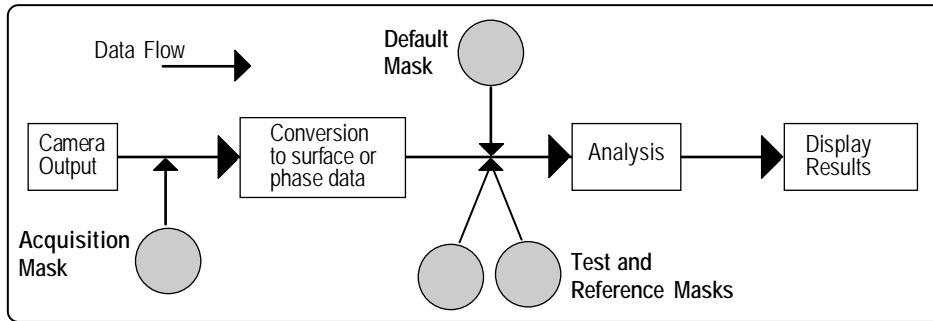 Data Flow
Default
Mask
Camera
Output
Conversion
to surface or
phase data
Analysis
Display
Results
Acquisition
Mask
Test and
Reference Masks